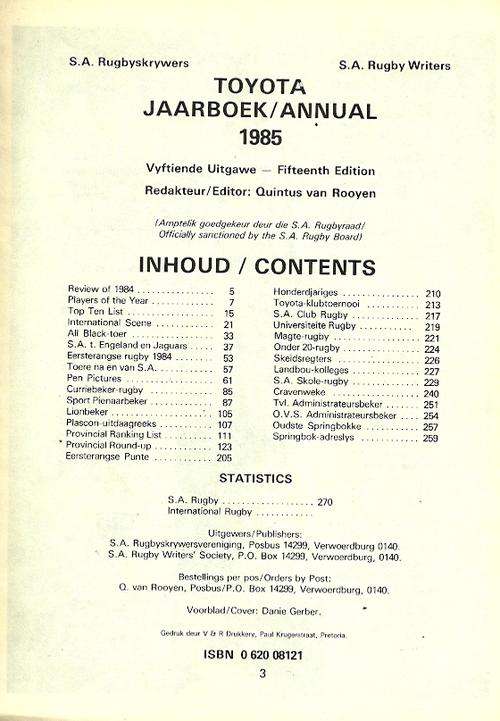 S.A. Rugbyskrywers
S.A. Rugby Writers
TOYOTA
JAARBOEK/ANNUAL
1985
Vyftiende Uitgawe — Fifteenth Edition
Redakteur/Editor: Quintus van Rooyen
(Amptelik goedgekeur deur die S.A. Rugbyraad/
Officially sanctioned by the S.A. Rugby Board)
INHOUD / CONTENTS
Review of 1984 ................ 5
Players of the Year .............. 7
Top Ten List .................. 15
International Scene ............. 21
All Black-toer ................. 33
S.A. t. Engeland en Jaguars ..... 37
Eersterangse rugby 1984 ........ 53
Toere na en van S.A. ........... 57
Pen Pictures .................. 61
Curriebeker-rugby .............. 85
Sport Pienaarbeker ............. 87
Lionbeker .................... 105
Plascon-uitdaagreeks ........... 107
Provincial Ranking List .......... 111
Provincial Round-up ............ 123
Eersterangse Punte ............ 205
Honderdjariges ................ 210
Toyota-klubtoernooi ............ 213
S.A. Club Rugby ............... 217
Universiteite Rugby ............ 219
Magte-rugby .................. 221
Onder 20-rugby ................ 224
Skeidsregters ................. 226
Landbou-kolleges .............. 227
S.A. Skole-rugby ............... 229
Cravenweke .................. 240
Tvl. Administrateursbeker ....... 251
O.V.S. Administrateursbeker .... 254
Oudste Springbokke ............ 257
Springbok-adreslys ............. 259
STATISTICS
S.A. Rugby ................... 270
International Rugby ............
Uitgewers/Publishers:
S.A. Rugbyskrywersvereniging, Posbus 14299, Verwoerdburg 0140.
S.A. Rugby Writers' Society, P.O. Box 14299, Verwoerdburg, 0140.
Bestellings per pos/Orders by Post:
Q. van Rooyen, Posbus/P.O. Box 14299, Verwoerdburg, 0140.
Voorblad/Cover: Danie Gerber.
Gedruk deur V & R Drukkery, Paul Krugerstraat, Pretoria.
ISBN 0 620 08121
3